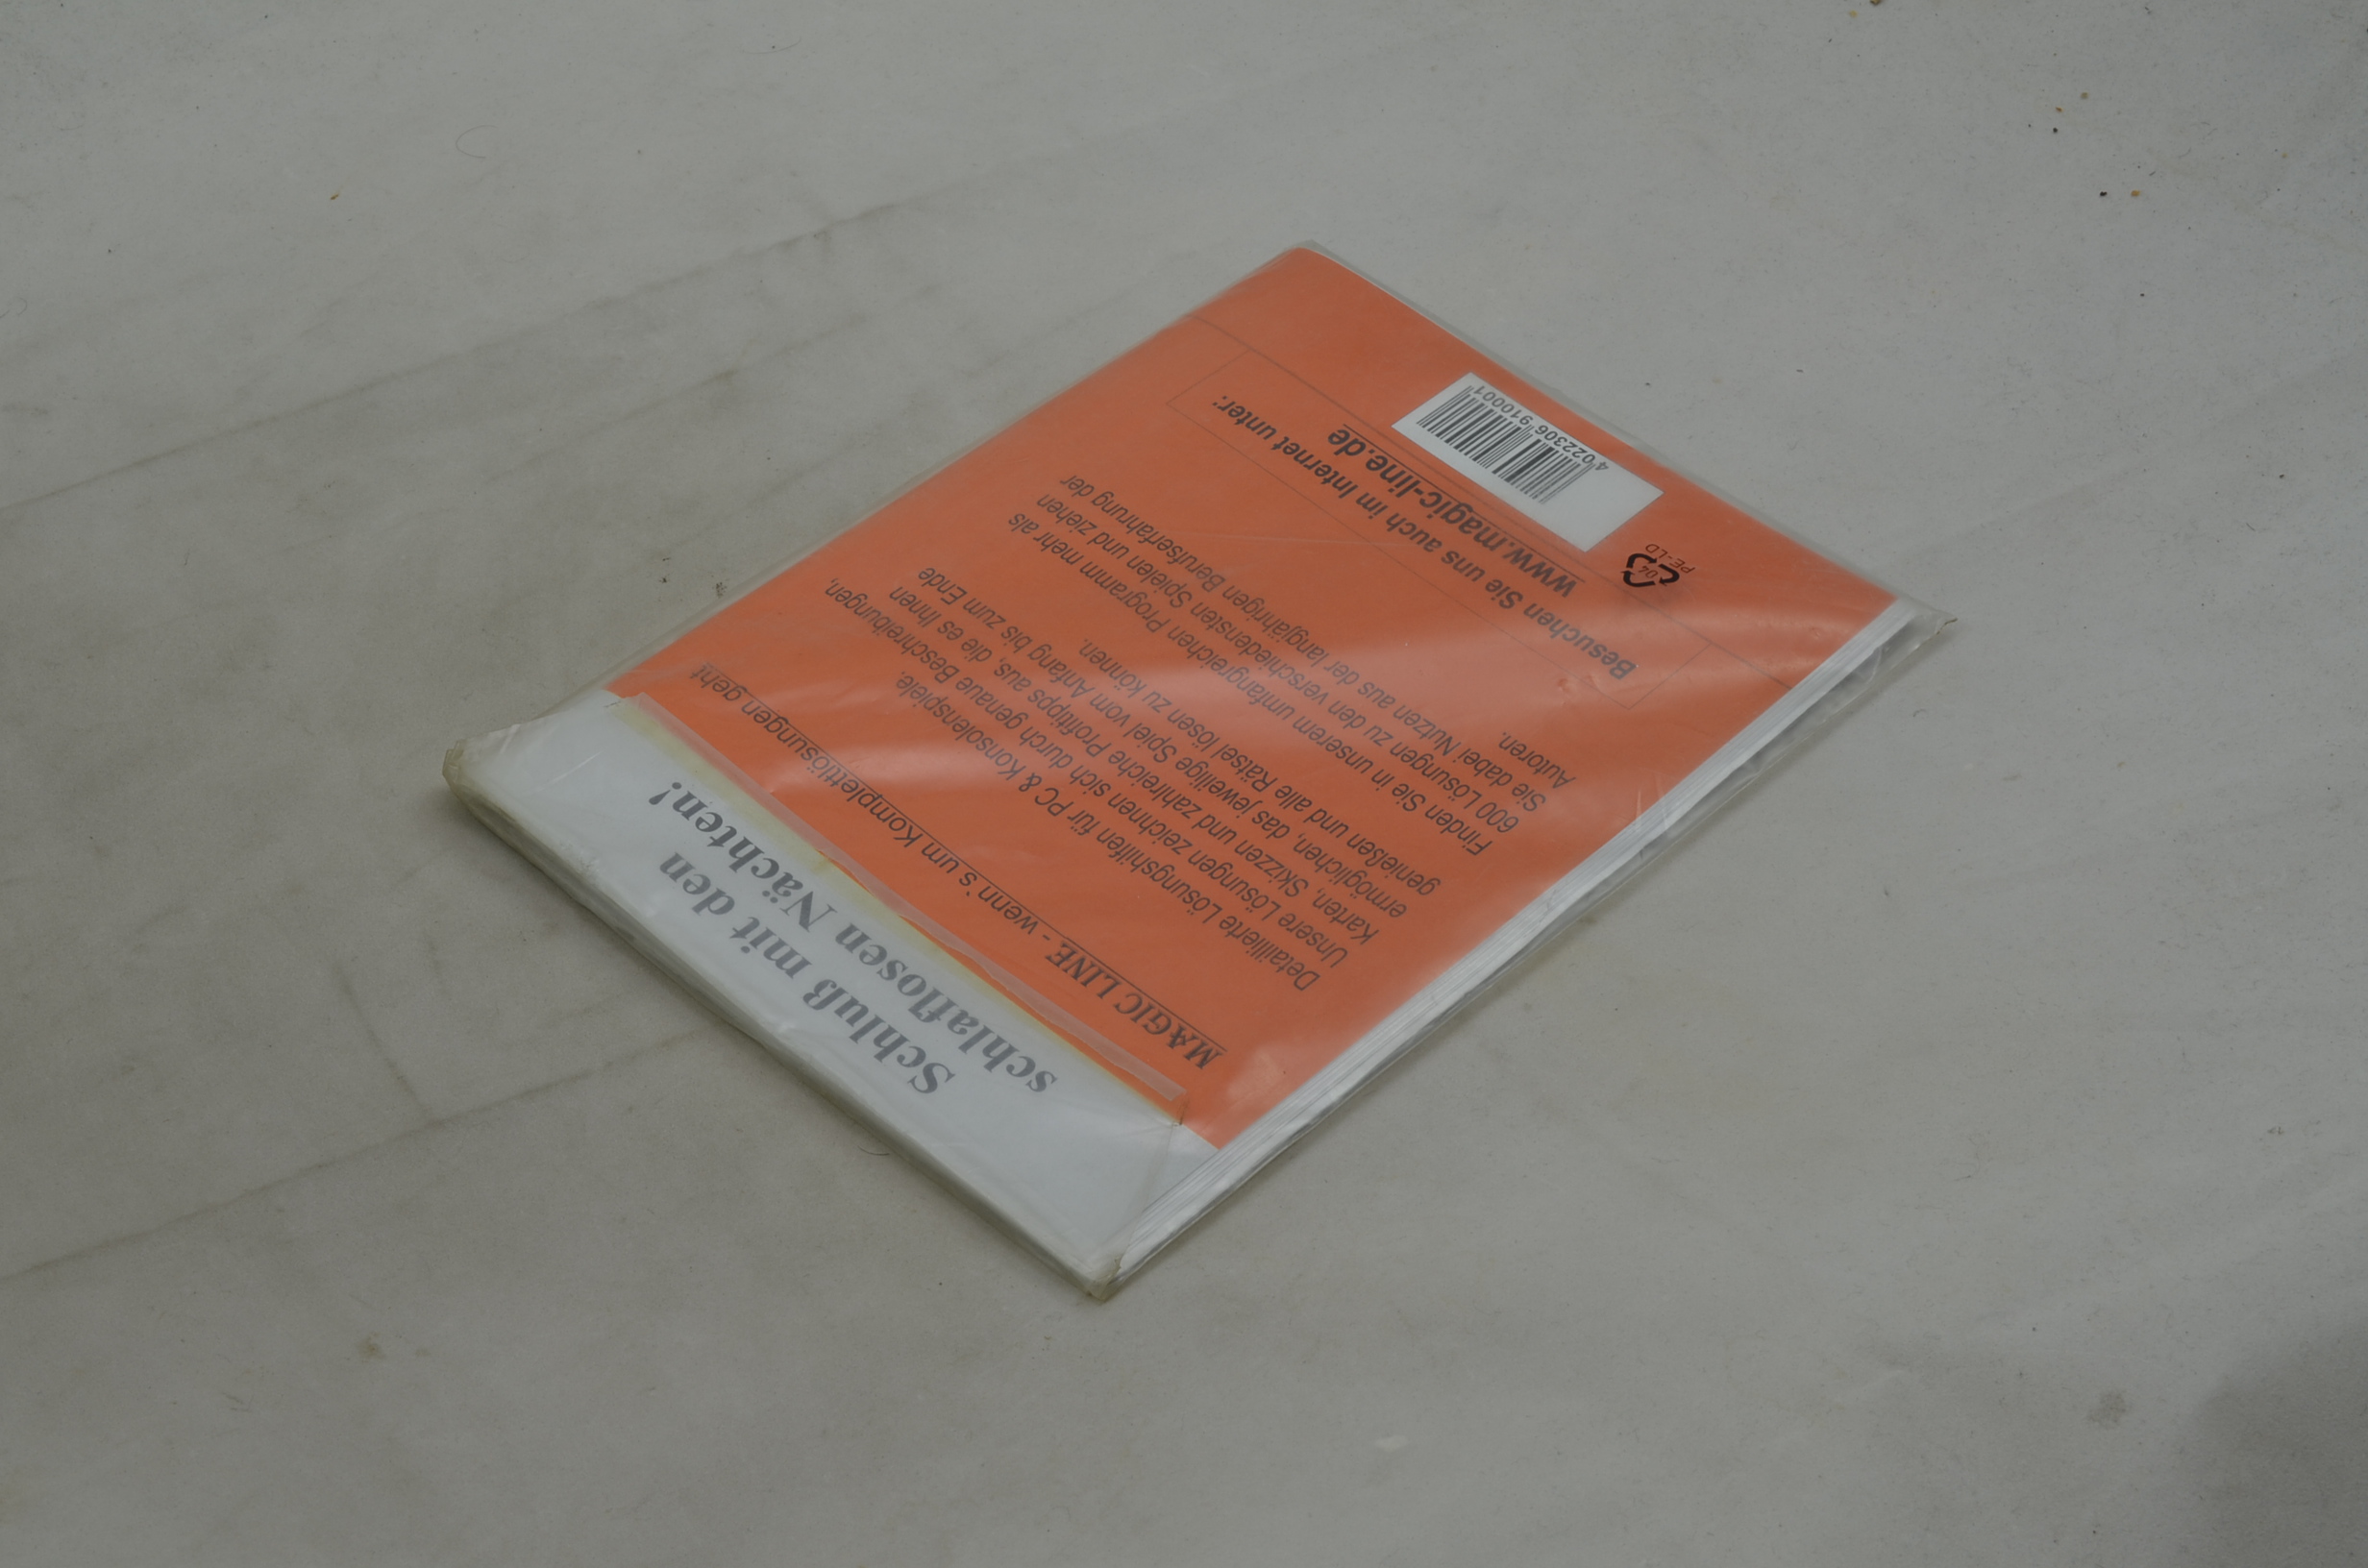 Schluß mit den
schlaflosen Nächten!
MAGIC LINE - wenn`s um Komplettlösungen geht
Detaillierte Lösungshilfen für PC & Konsolenspiele.
Unsere Lösungen zeichnen sich durch genaue Beschreibungen,
Karten, Skizzen und zahlreiche Profitipps aus, die es Ihnen
ermöglichen, das jeweilige Spiel vom Anfang bis zum Ende
genießen und alle Rätsel lösen zu können.
Finden Sie in unserem umfangreichen Programm mehr als
600 Lösungen zu den verschiedensten Spielen und ziehen
Sie dabei Nutzen aus der langjährigen Berufserfahrung der
Autoren.
Besuchen Sie uns auch im Internet unter:
www.magic-line.de
04
PE-LD
4 022306 910001